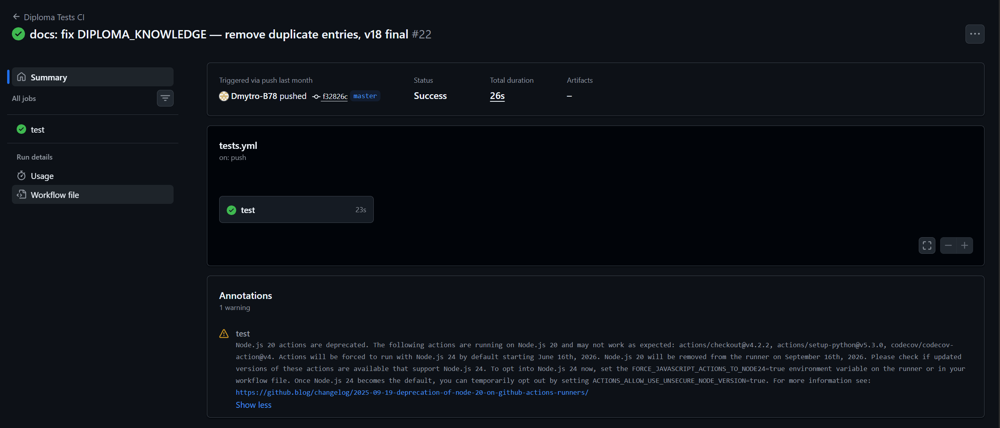 Diploma Tests CI
docs: fix DIPLOMA_KNOWLEDGE — remove duplicate entries, v18 final #22
Summary
All jobs
test
Run details
Usage
Workflow file
Triggered via push last month
Dmytro-B78 pushed f32826c master
Status
Success
Total duration
26s
Artifacts
–
tests.yml
on: push
test 23s
Annotations
1 warning
test
Node.js 20 actions are deprecated. The following actions are running on Node.js 20 and may not work as expected: actions/checkout@v4.2.2, actions/setup-python@v5.3.0, codecov/codecov-
action@v4. Actions will be forced to run with Node.js 24 by default starting June 16th, 2026. Node.js 20 will be removed from the runner on September 16th, 2026. Please check if updated
versions of these actions are available that support Node.js 24. To opt into Node.js 24 now, set the FORCE_JAVASCRIPT_ACTIONS_TO_NODE24=true environment variable on the runner or in your
workflow file. Once Node.js 24 becomes the default, you can temporarily opt out by setting ACTIONS_ALLOW_USE_UNSECURE_NODE_VERSION=true. For more information see:
https://github.blog/changelog/2025-09-19-deprecation-of-node-20-on-github-actions-runners/
Show less